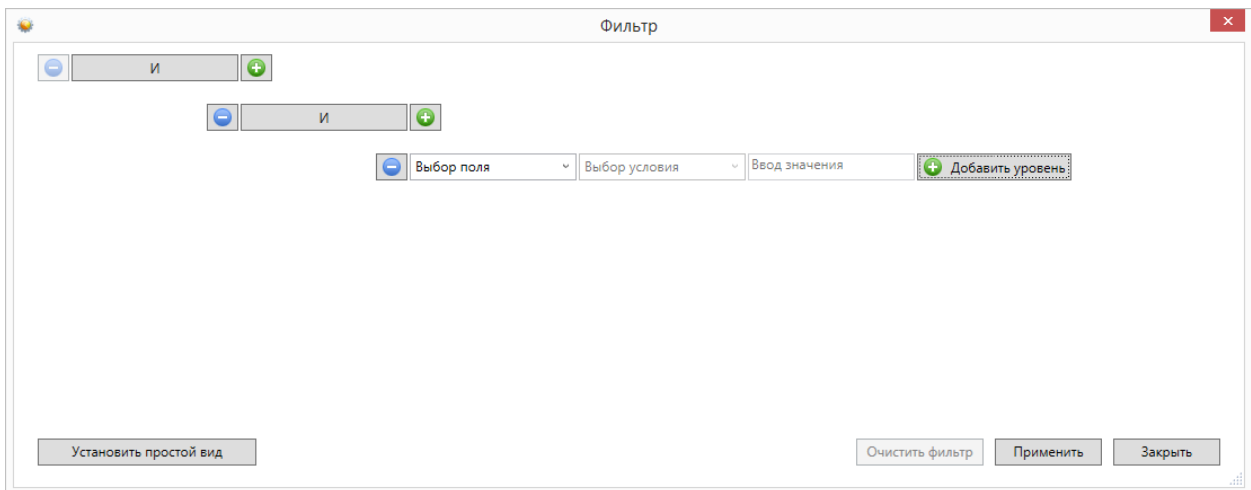 Фильтр
И
И
Выбор поля Выбор условия Ввод значения Добавить уровень
Установить простой вид Очистить фильтр Применить Закрыть